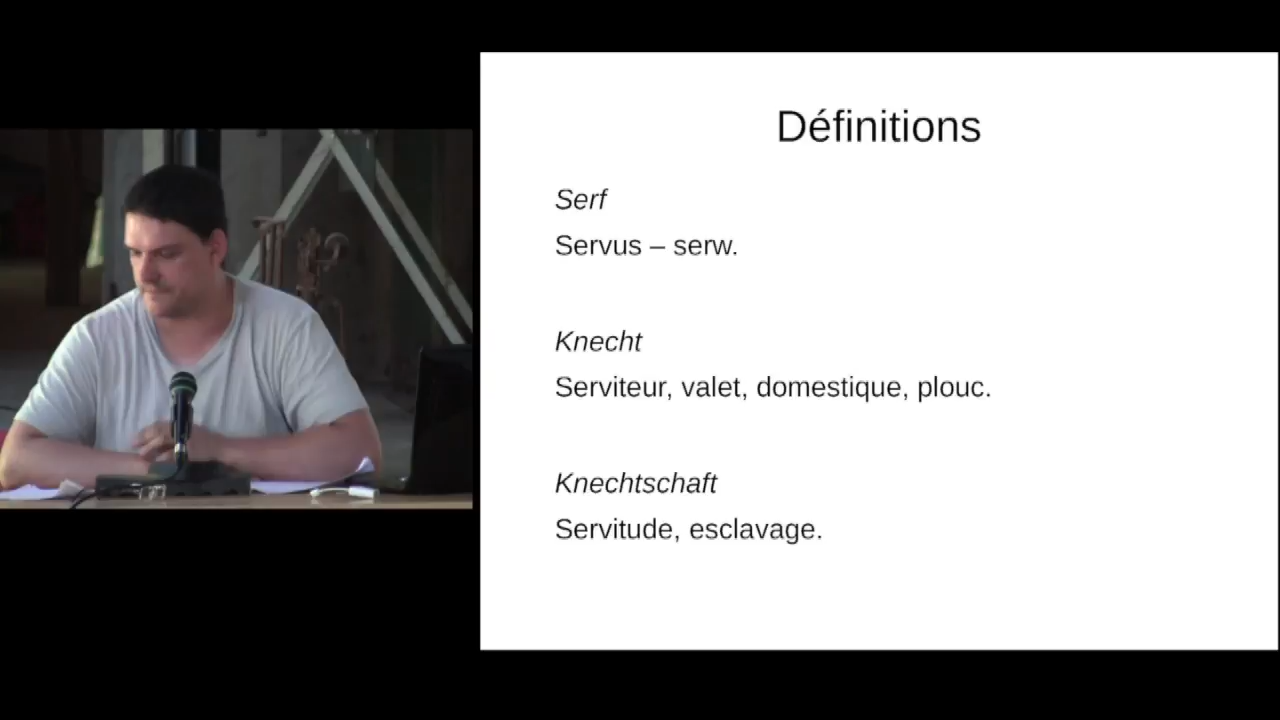 Définitions
Serf
Servus – serw.
Knecht
Serviteur, valet, domestique, plouc.
Knechtschaft
Servitude, esclavage.